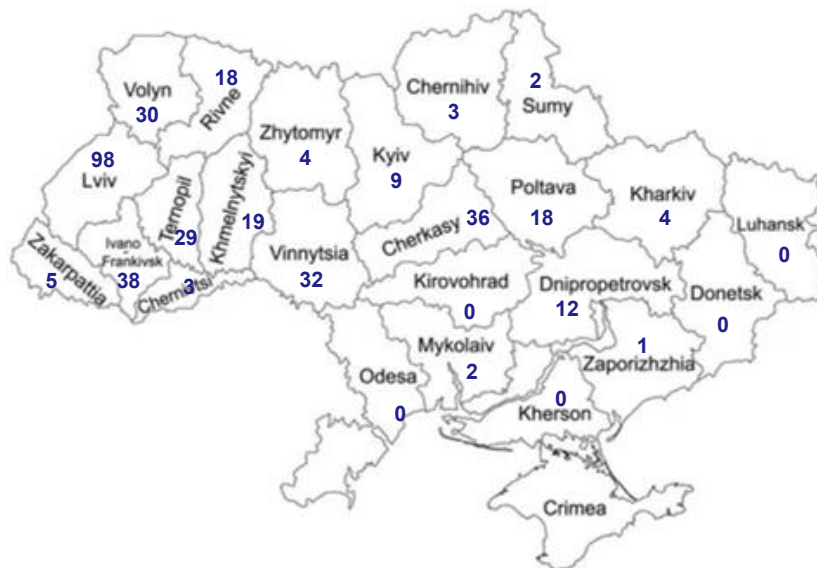 Volyn
30
18
Rivne
Zhytomyr
4
Chernihiv
3
2
Sumy
Kyiv
9
98
Lviv
Ternopil
29
Khmelnytskyi
19
Vinnytsia
32
Cherkasy 36
Poltava
18
Kharkiv
4
Luhansk
0
Zakarpattia
5
Ivano
Frankivsk
38
Chernivtsi
3
Kirovohrad
0
Dnipropetrovsk
12
Donetsk
0
Mykolaiv
2
1
Zaporizhzhia
Odesa
0
0
Kherson
Crimea